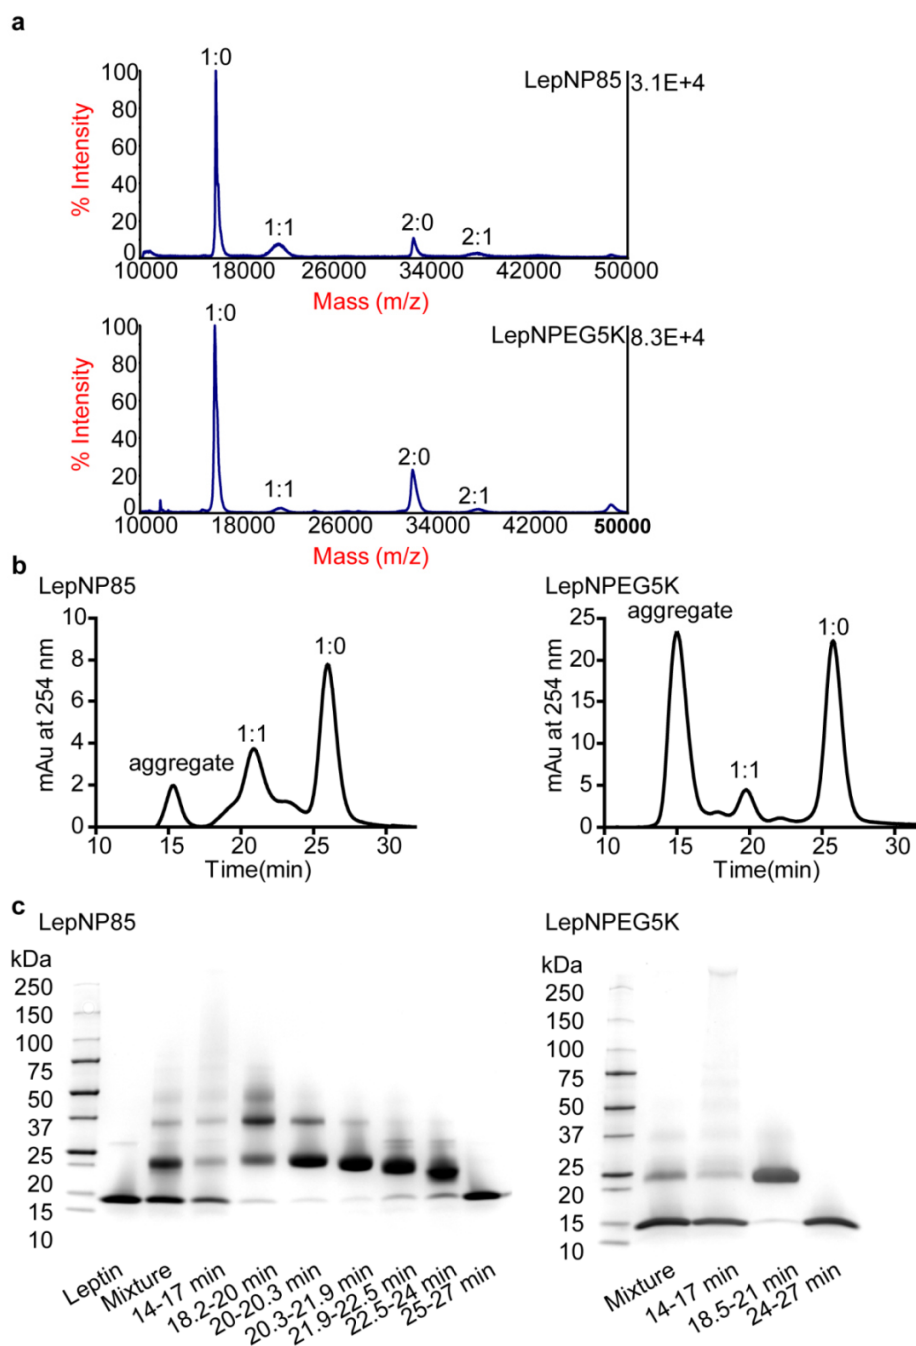 a
1:0
LepNP85 3.1E+4
100
80
60
40
20
0
% Intensity
1:1
2:0
2:1
10000 18000 26000 34000 42000 50000
Mass (m/z)
1:0
LepNPEG5K 8.3E+4
100
80
60
40
20
0
% Intensity
1:1
2:0
2:1
10000 18000 26000 34000 42000 50000
Mass (m/z)
b
LepNP85
10
8
6
4
2
0
mAu at 254 nm
aggregate
1:1
1:0
10 15 20 25 30
Time(min)
LepNPEG5K
25
20
15
10
5
0
mAu at 254 nm
aggregate
1:1
1:0
10 15 20 25 30
Time(min)
c
LepNP85
kDa
250
150
100
75
50
37
25
20
15
10
Leptin
Mixture
14-17 min
18.2-20 min
20-20.3 min
20.3-21.9 min
21.9-22.5 min
22.5-24 min
25-27 min
LepNPEG5K
kDa
250
150
100
75
50
37
25
20
15
10
Mixture
14-17 min
18.5-21 min
24-27 min